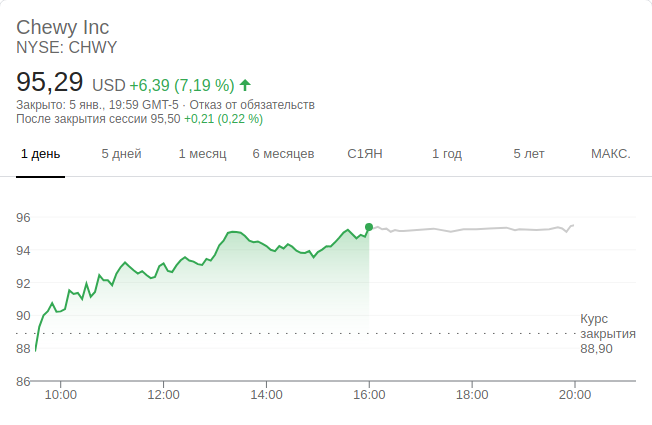 Chewy Inc
NYSE: CHWY
95,29 USD +6,39 (7,19 %)
Закрыто: 5 янв., 19:59 GMT-5 · Отказ от обязательств
После закрытия сессии 95,50 +0,21 (0,22 %)
1 день 5 дней 1 месяц 6 месяцев С1ЯН 1 год 5 лет МАКС.
96
94
92
90
88
86
Курс
закрытия
88,90
10:00 12:00 14:00 16:00 18:00 20:00